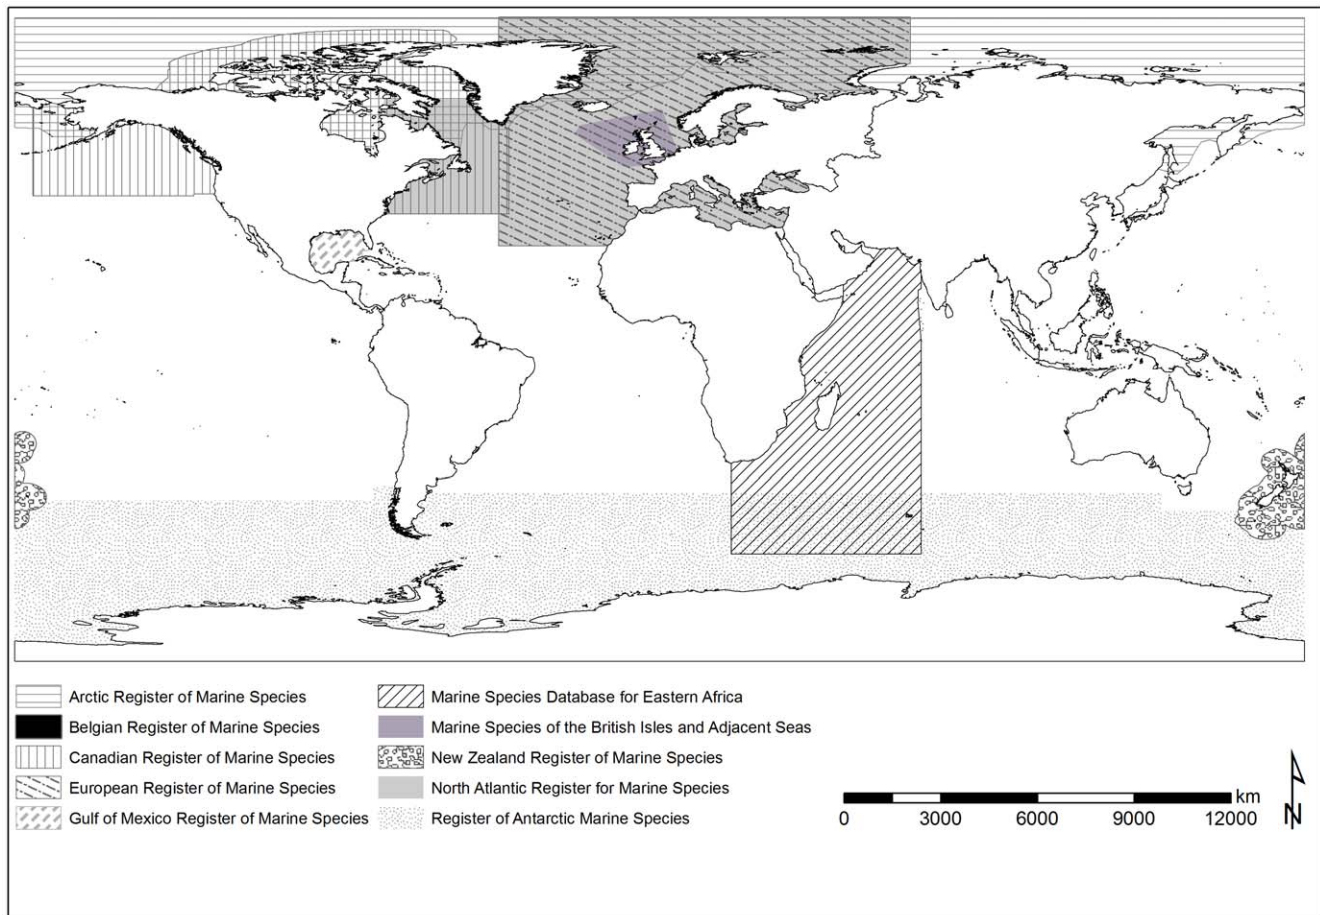 Arctic Register of Marine Species
Belgian Register of Marine Species
Canadian Register of Marine Species
European Register of Marine Species
Gulf of Mexico Register of Marine Species
Marine Species Database for Eastern Africa
Marine Species of the British Isles and Adjacent Seas
New Zealand Register of Marine Species
North Atlantic Register for Marine Species
Register of Antarctic Marine Species
km
0 3000 6000 9000 12000
N